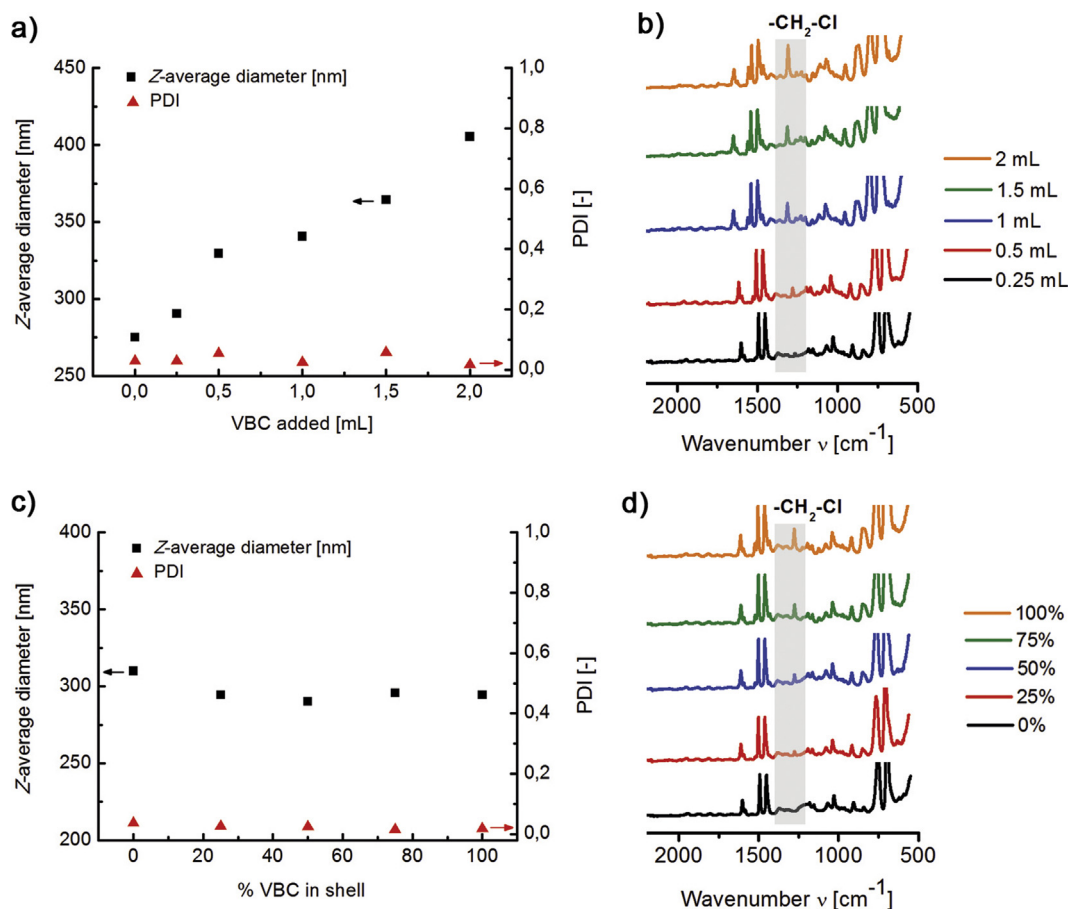 a)
450
400
350
300
250
Z-average diameter [nm]
Z-average diameter [nm]
PDI
1,0
0,8
0,6
0,4
0,2
0,0
PDI [-]
0,0 0,5 1,0 1,5 2,0
VBC added [mL]
b)
-CH2-Cl
2 mL
1.5 mL
1 mL
0.5 mL
0.25 mL
2000 1500 1000 500
Wavenumber ν [cm-1]
c)
400
350
300
250
200
Z-average diameter [nm]
Z-average diameter [nm]
PDI
1,0
0,8
0,6
0,4
0,2
0,0
PDI [-]
0 20 40 60 80 100
% VBC in shell
d)
-CH2-Cl
100%
75%
50%
25%
0%
2000 1500 1000 500
Wavenumber ν [cm-1]